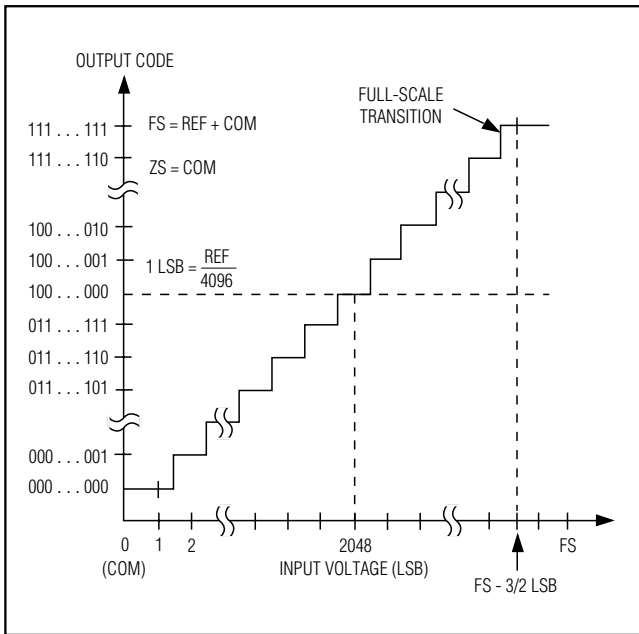 OUTPUT CODE
FULL-SCALE
TRANSITION
111 . . . 111
FS = REF + COM
111 . . . 110
ZS = COM
100 . . . 010
100 . . . 001
1 LSB = REF
4096
100 . . . 000
011 . . . 111
011 . . . 110
011 . . . 101
000 . . . 001
000 . . . 000
0 1 2 2048 FS
(COM) INPUT VOLTAGE (LSB)
FS - 3/2 LSB